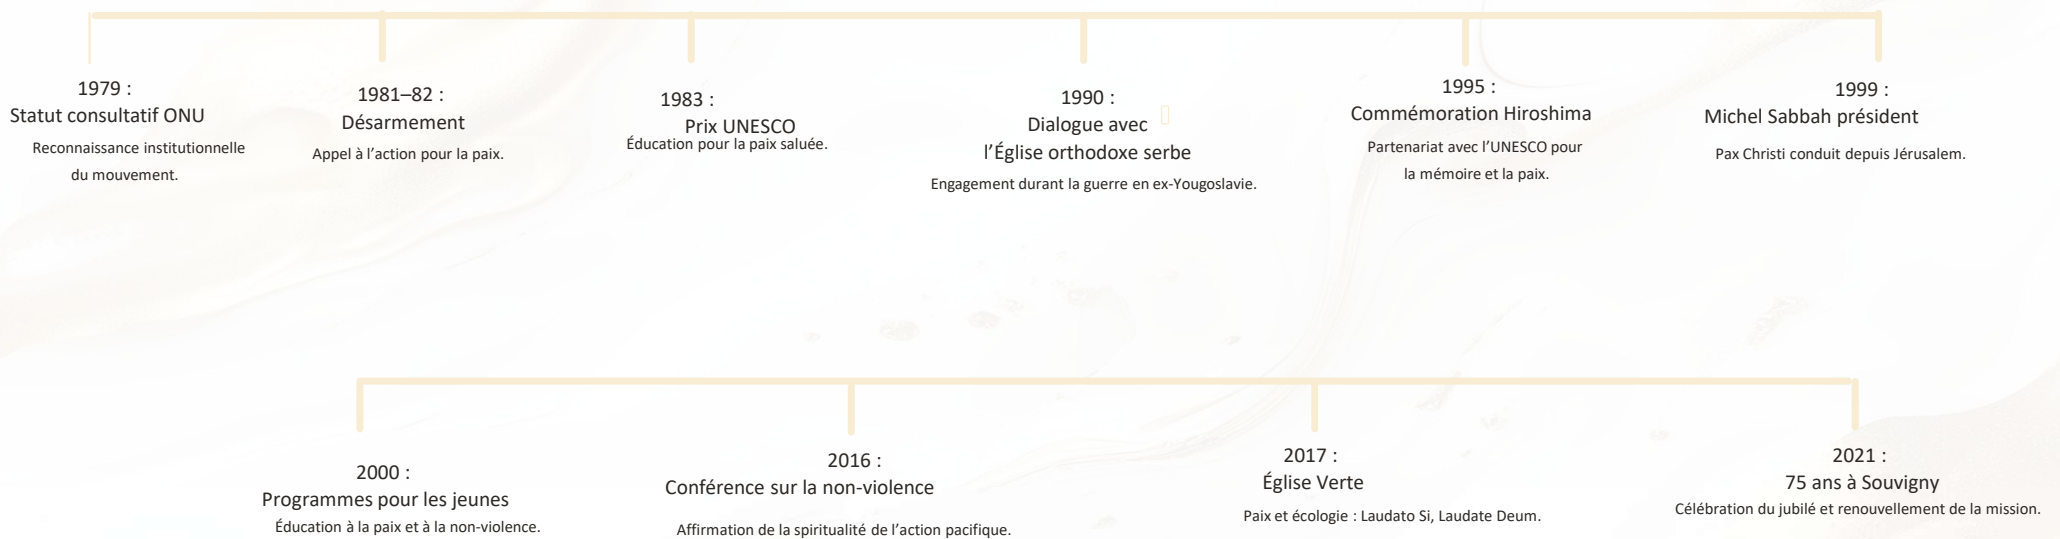 1979 :
Statut consultatif ONU
Reconnaissance institutionnelle
du mouvement.
1981–82 :
Désarmement
Appel à l’action pour la paix.
1983 :
Prix UNESCO
Éducation pour la paix saluée.
1990 :
Dialogue avec
l’Église orthodoxe serbe
Engagement durant la guerre en ex-Yougoslavie.
1995 :
Commémoration Hiroshima
Partenariat avec l’UNESCO pour
la mémoire et la paix.
1999 :
Michel Sabbah président
Pax Christi conduit depuis Jérusalem.
2000 :
Programmes pour les jeunes
Éducation à la paix et à la non-violence.
2016 :
Conférence sur la non-violence
Affirmation de la spiritualité de l’action pacifique.
2017 :
Église Verte
Paix et écologie : Laudato Si, Laudate Deum.
2021 :
75 ans à Souvigny
Célébration du jubilé et renouvellement de la mission.